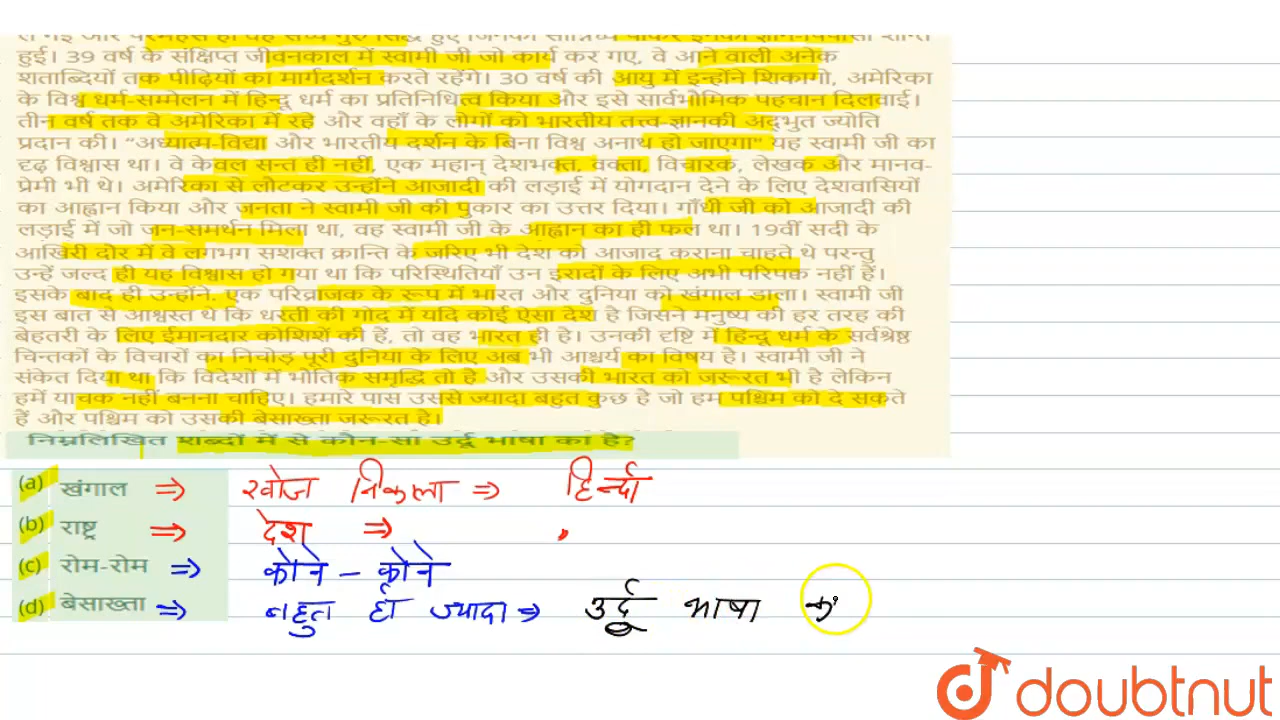 हुई। 39 वर्ष के संक्षिप्त जीवनकाल में स्वामी जी जो कार्य कर गए, वे आने वाली अनेक
शताब्दियों तक पीढ़ियों का मार्गदर्शन करते रहेंगे। 30 वर्ष की आयु में इन्होंने शिकागो, अमेरिका
के विश्व धर्म-सम्मेलन में हिन्दू धर्म का प्रतिनिधित्व किया और इसे सार्वभौमिक पहचान दिलवाई।
तीन वर्ष तक वे अमेरिका में रहे और वहाँ के लोगों को भारतीय तत्त्व-ज्ञानकी अद्भुत ज्योति
प्रदान की। "अध्यात्म-विद्या और भारतीय दर्शन के बिना विश्व अनाथ हो जाएगा" यह स्वामी जी का
दृढ़ विश्वास था। वे केवल सन्त ही नहीं, एक महान् देशभक्त, वक्ता, विचारक, लेखक और मानव-
प्रेमी भी थे। अमेरिका से लौटकर उन्होंने आजादी की लड़ाई में योगदान देने के लिए देशवासियों
का आह्वान किया और जनता ने स्वामी जी की पुकार का उत्तर दिया। गाँधी जी को आजादी की
लड़ाई में जो जन-समर्थन मिला था, वह स्वामी जी के आह्वान का ही फल था। 19वीं सदी के
आखिरी दौर में वे लगभग सशक्त क्रान्ति के जरिए भी देश को आजाद कराना चाहते थे परन्तु
उन्हें जल्द ही यह विश्वास हो गया था कि परिस्थितियाँ उन इरादों के लिए अभी परिपक्व नहीं हैं।
इसके बाद ही उन्होंने. एक परिव्राजक के रूप में भारत और दुनिया को खंगाल डाला। स्वामी जी
इस बात से आश्वस्त थे कि धरती की गोद में यदि कोई ऐसा देश है जिसने मनुष्य की हर तरह की
बेहतरी के लिए ईमानदार कोशिशें की हैं, तो वह भारत ही है। उनकी दृष्टि में हिन्दू धर्म के सर्वश्रेष्ठ
चिन्तकों के विचारों का निचोड़ पूरी दुनिया के लिए अब भी आश्चर्य का विषय है। स्वामी जी ने
संकेत दिया था कि विदेशों में भौतिक समृद्धि तो है और उसकी भारत को जरूरत भी है लेकिन
हमें याचक नहीं बनना चाहिए। हमारे पास उससे ज्यादा बहुत कुछ है जो हम पश्चिम को दे सकते
हैं और पश्चिम को उसकी बेसाख्ता जरूरत है।
निम्नलिखित शब्दों में से कौन-सा उर्दू भाषा का है?
(a) खंगाल ⇒ खोज निकला ⇒ हिन्दी
(b) राष्ट्र ⇒ देश ⇒ ,
(c) रोम-रोम ⇒ कोने – कोने
(d) बेसाख्ता ⇒ बहुत ही ज्यादा ⇒ उर्दू भाषा
doubtnut